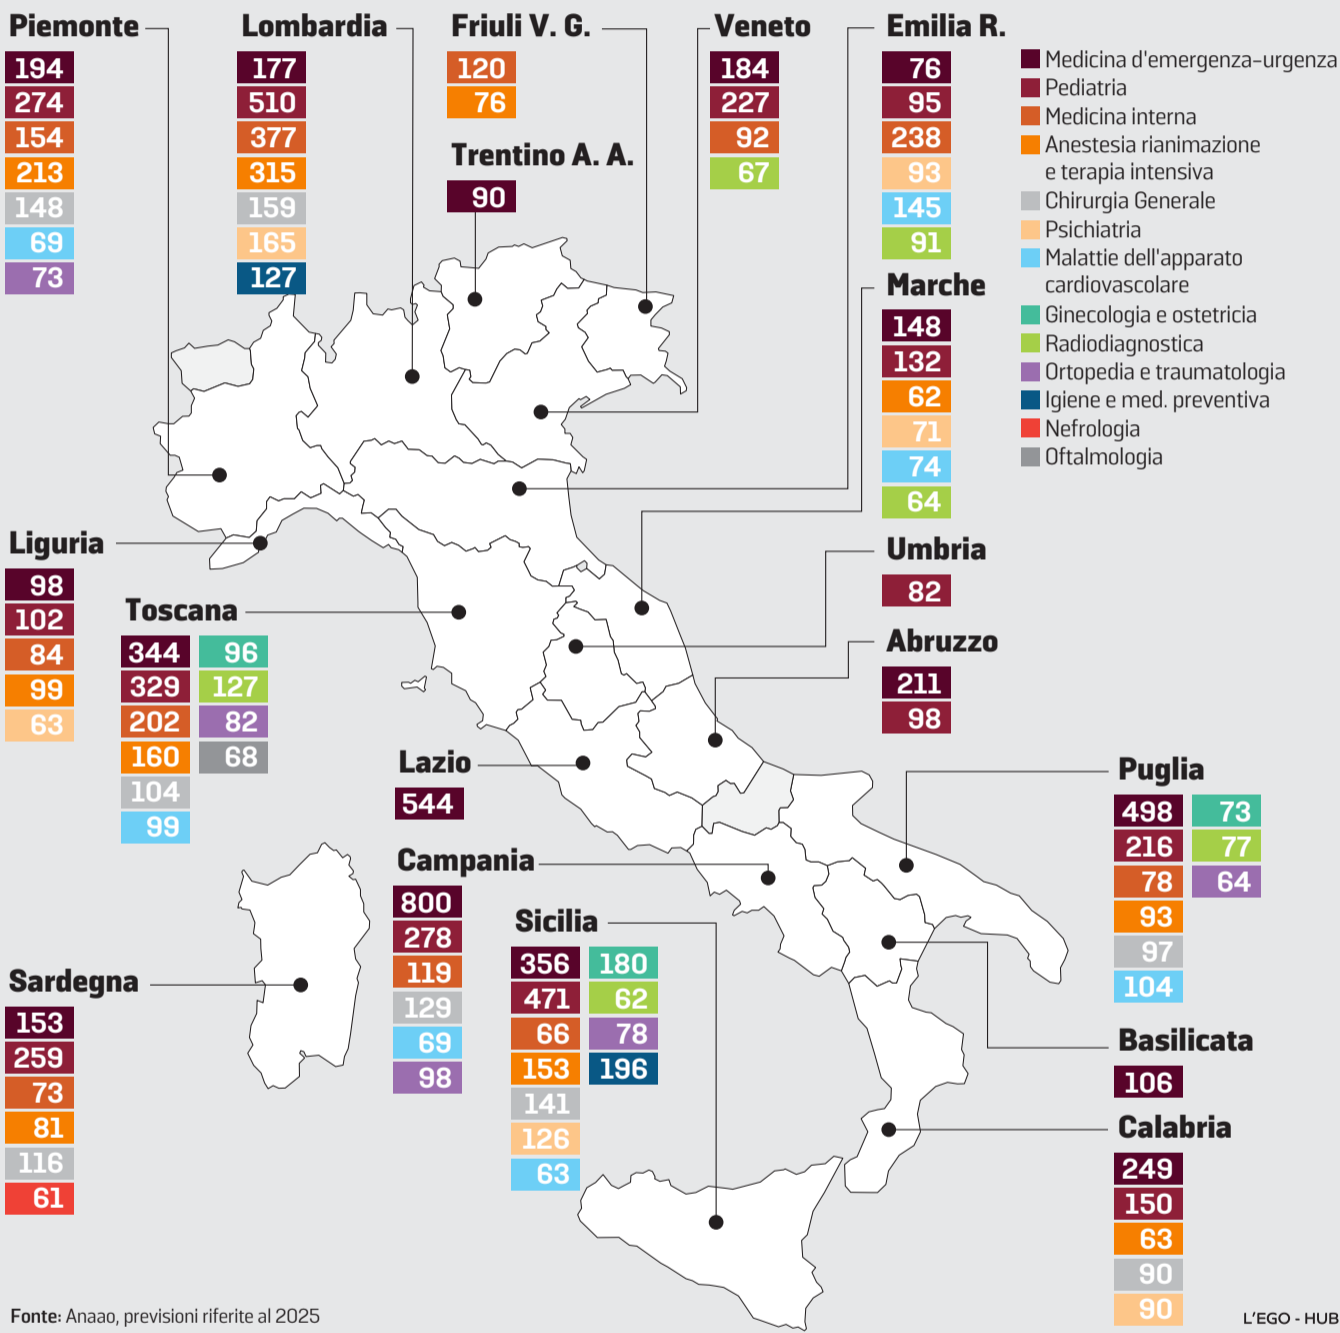 Piemonte
194
274
154
213
148
69
73
Lombardia
177
510
377
315
159
165
127
Friuli V. G.
120
76
Trentino A. A.
90
Veneto
184
227
92
67
Emilia R.
76
95
238
93
145
91
Medicina d'emergenza-urgenza
Pediatria
Medicina interna
Anestesia rianimazione
e terapia intensiva
Chirurgia Generale
Psichiatria
Malattie dell'apparato
cardiovascolare
Ginecologia e ostetricia
Radiodiagnostica
Ortopedia e traumatologia
Igiene e med. preventiva
Nefrologia
Oftalmologia
Marche
148
132
62
71
74
64
Liguria
98
102
84
99
63
Toscana
344 96
329 127
202 82
160 68
104
99
Umbria
82
Abruzzo
211
98
Lazio
544
Puglia
498 73
216 77
78 64
93
97
104
Campania
800
278
119
129
69
98
Sicilia
356 180
471 62
66 78
153 196
141
126
63
Sardegna
153
259
73
81
116
61
Basilicata
106
Calabria
249
150
63
90
90
Fonte: Anaao, previsioni riferite al 2025
L'EGO - HUB